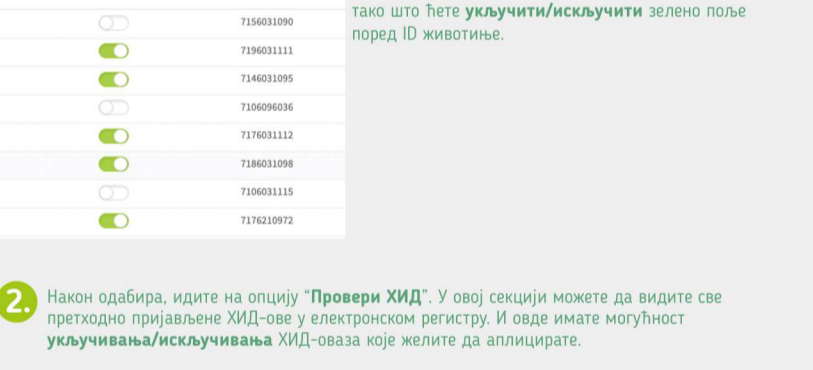 тако што ћете укључити/искључити зелено поље
поред ID животиње.
7156031090
7196031111
7146031095
7106096036
7176031112
7186031098
7106031115
7176210972
2. Након одабира, идите на опцију “Провери ХИД”. У овој секцији можете да видите све
претходно пријављене ХИД-ове у електронском регистру. И овде имате могућност
укључивања/искључивања ХИД-оваза које желите да аплицирате.